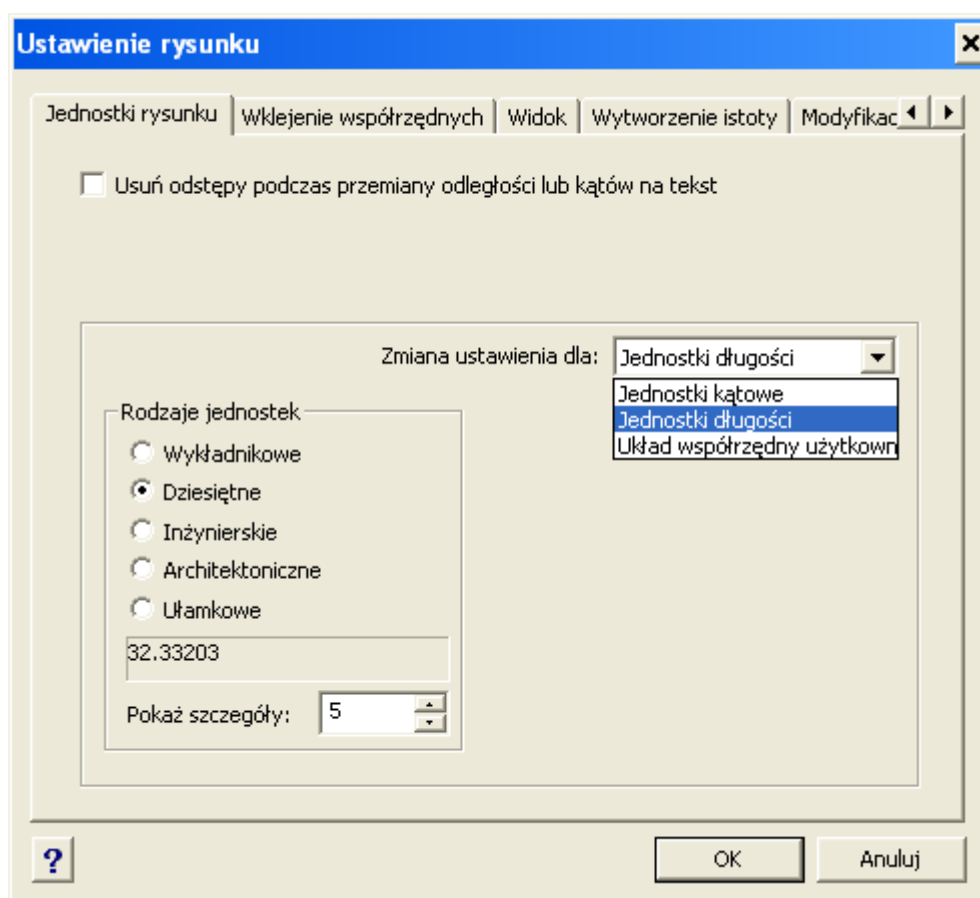 Ustawienie rysunku
Jednostki rysunku Wklejenie współrzędnych Widok Wytworzenie istoty Modyfikac
Usuń odstępy podczas przemiany odległości lub kątów na tekst
Zmiana ustawienia dla: Jednostki długości
Jednostki kątowe
Jednostki długości
Układ współrzędny użytkown
Rodzaje jednostek
Wykładnikowe
Dziesiętne
Inżynierskie
Architektoniczne
Ułamkowe
32.33203
Pokaż szczegóły: 5
? OK Anuluj